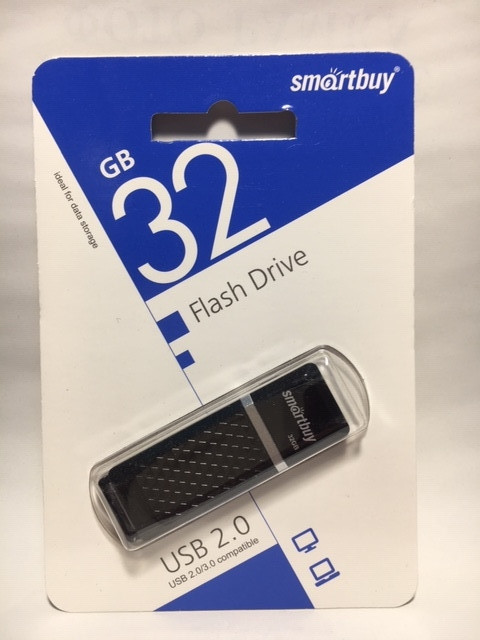 smartbuy®
GB
32
ideal for data storage
Flash Drive
smartbuy
32GB
USB 2.0
USB 2.0/3.0 compatible